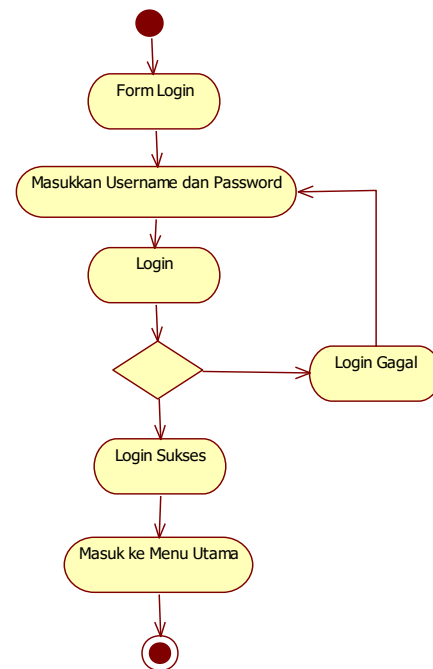 Form Login
Masukkan Username dan Password
Login
Login Gagal
Login Sukses
Masuk ke Menu Utama